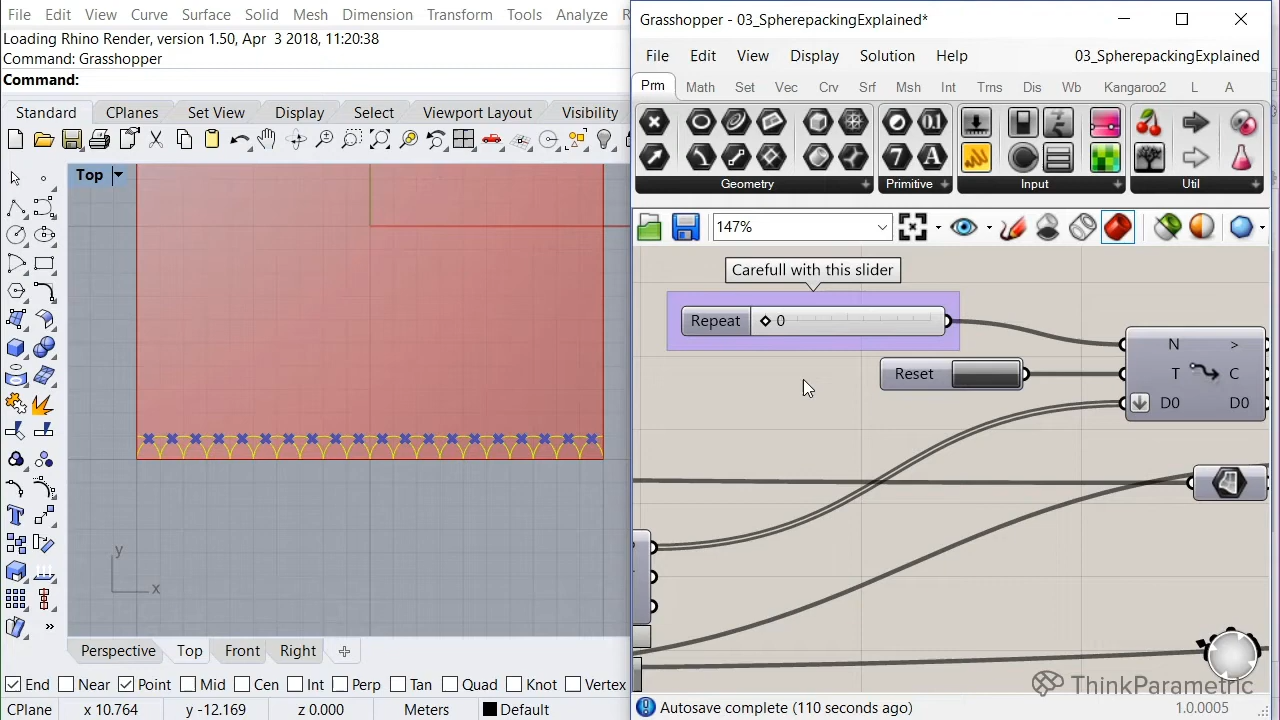 File Edit View Curve Surface Solid Mesh Dimension Transform Tools Analyze R
Loading Rhino Render, version 1.50, Apr 3 2018, 11:20:38
Command: Grasshopper
Command:
Standard CPlanes Set View Display Select Viewport Layout Visibility
Top
y
x
Perspective Top Front Right
End Near Point Mid Cen Int Perp Tan Quad Knot Vertex
CPlane x 10.764 y -12.169 z 0.000 Meters Default
Grasshopper - 03_SpherepackingExplained*
File Edit View Display Solution Help 03_SpherepackingExplained
Prm Math Set Vec Crv Srf Msh Int Trns Dis Wb Kangaroo2 L A
Geometry Primitive Input Util
147%
Carefull with this slider
Repeat 0
N >
Reset
T C
D0 D0
ThinkParametric
Autosave complete (110 seconds ago) 1.0.0005